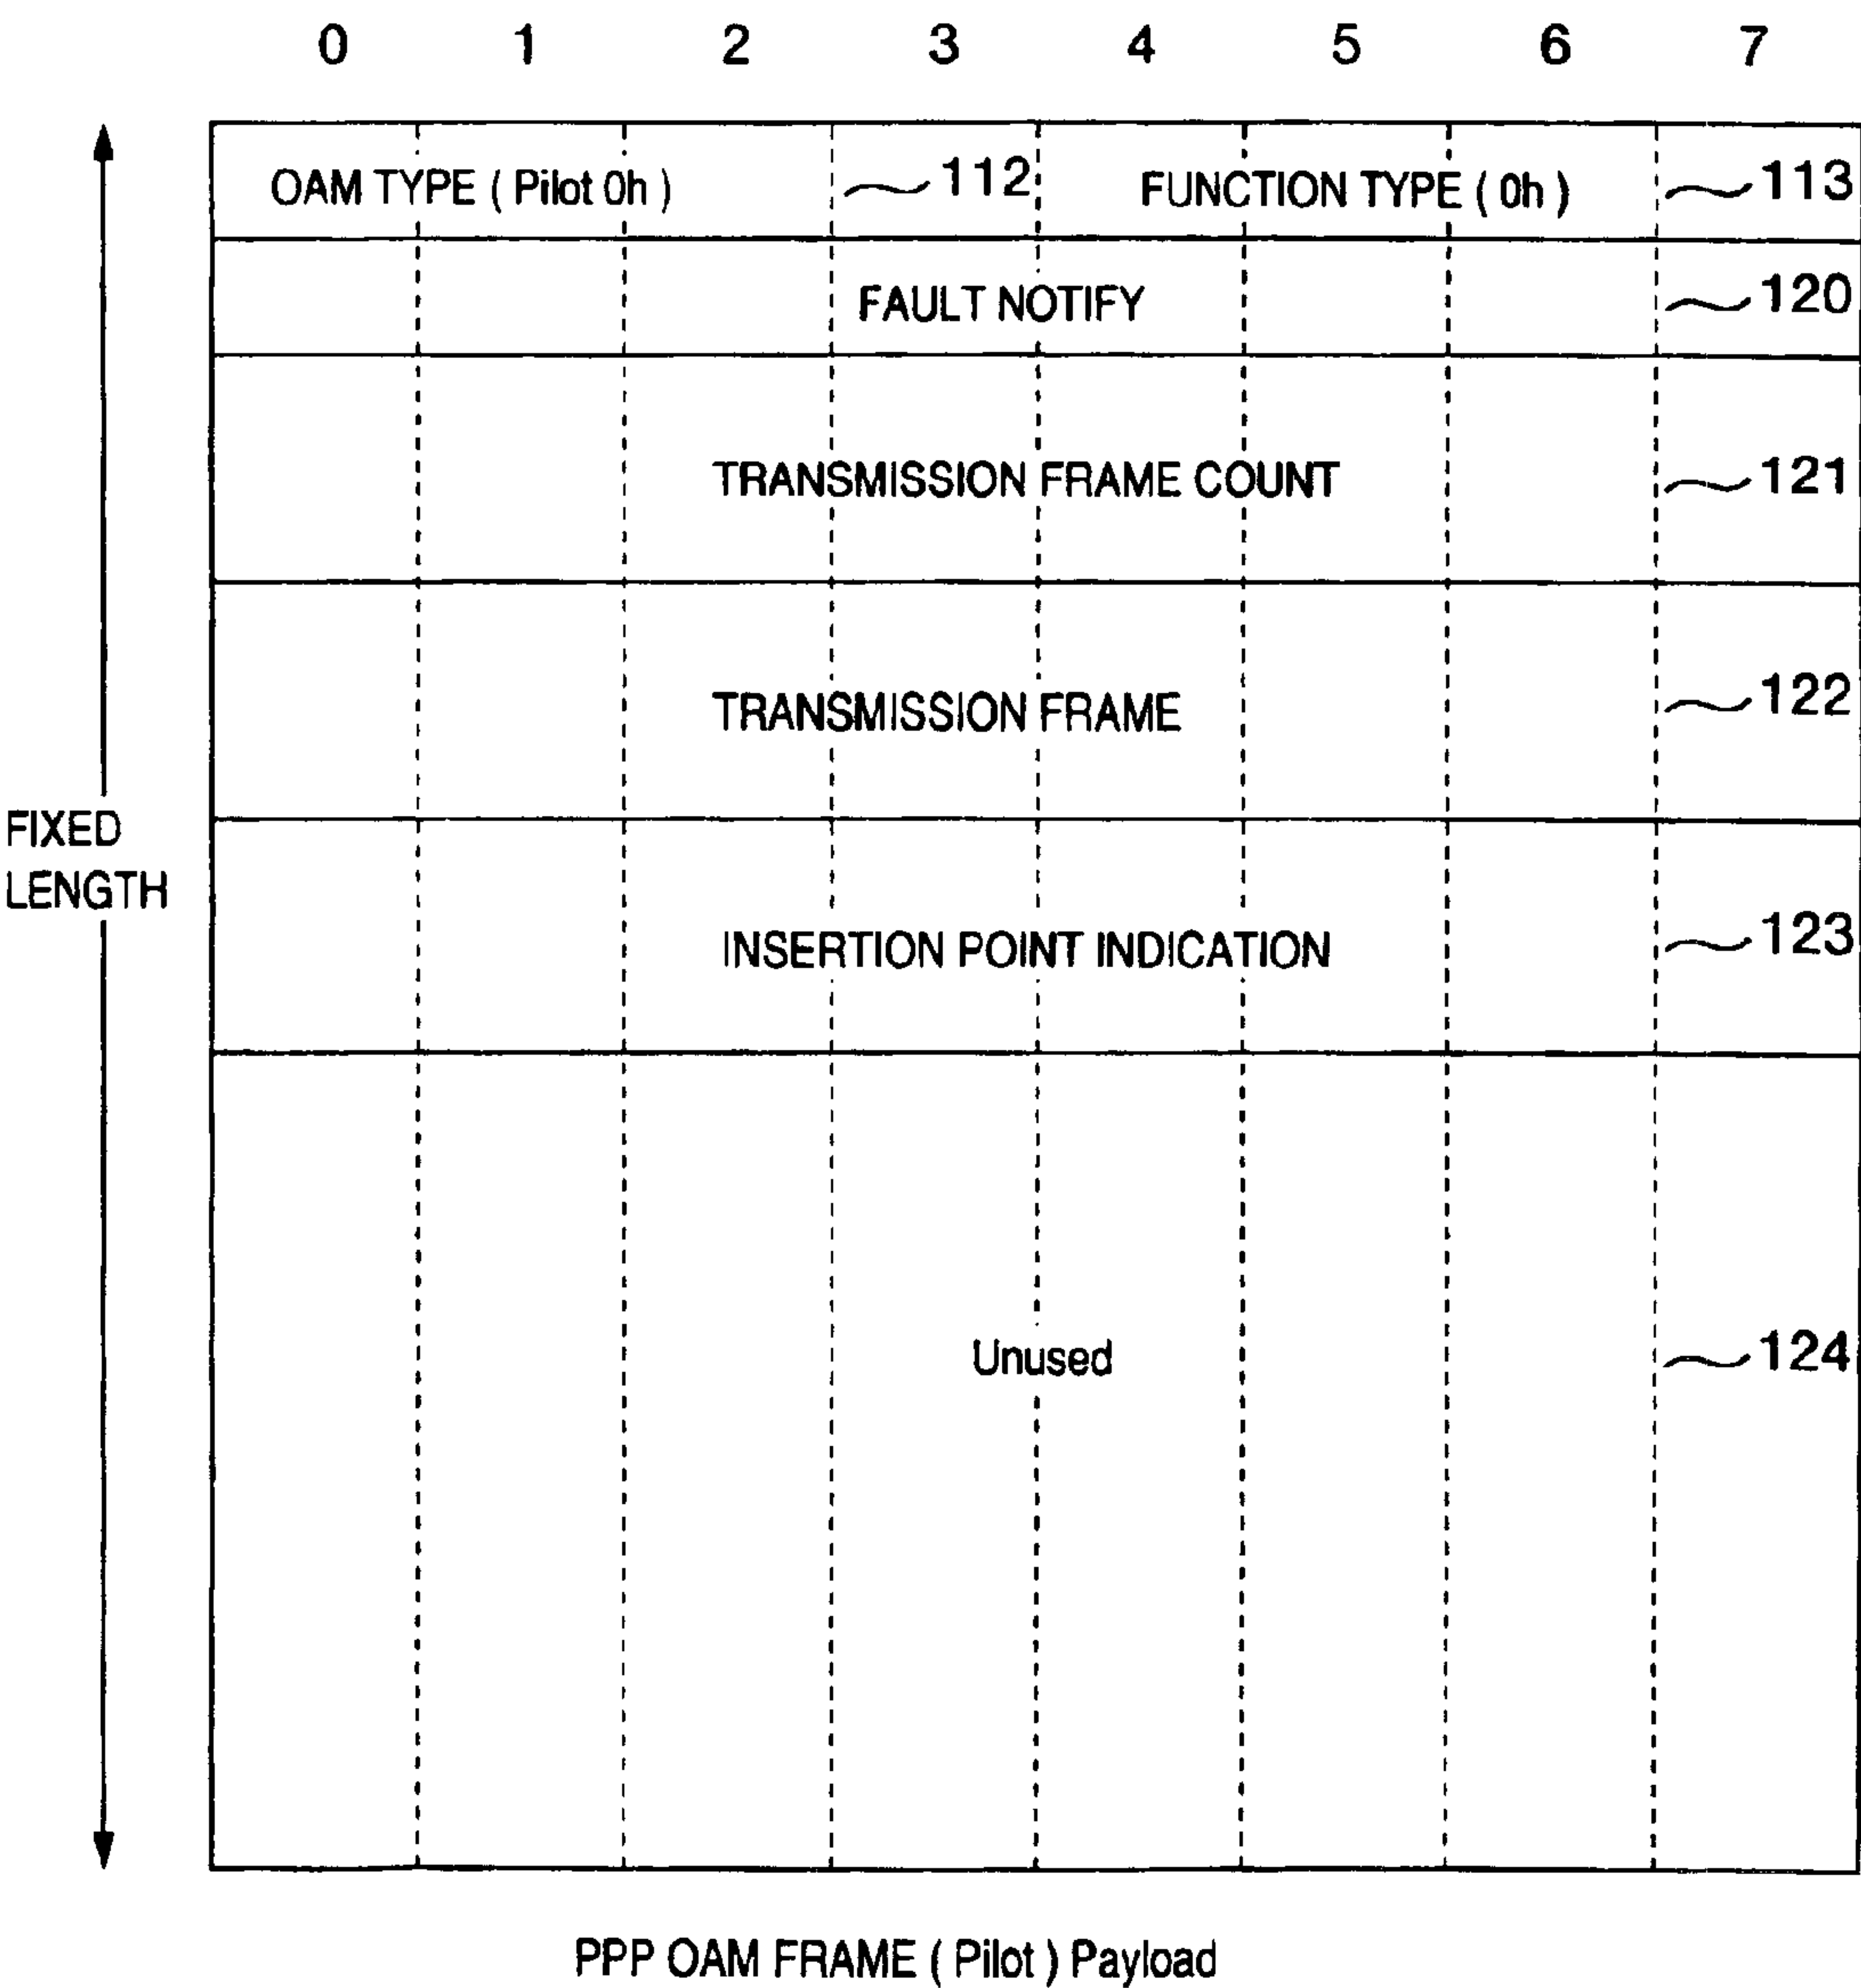 0 1 2 3 4 5 6 7
OAM TYPE ( Pilot 0h ) 112 FUNCTION TYPE ( 0h ) 113
FAULT NOTIFY 120
TRANSMISSION FRAME COUNT 121
TRANSMISSION FRAME 122
FIXED
LENGTH
INSERTION POINT INDICATION 123
Unused 124
PPP OAM FRAME ( Pilot ) Payload